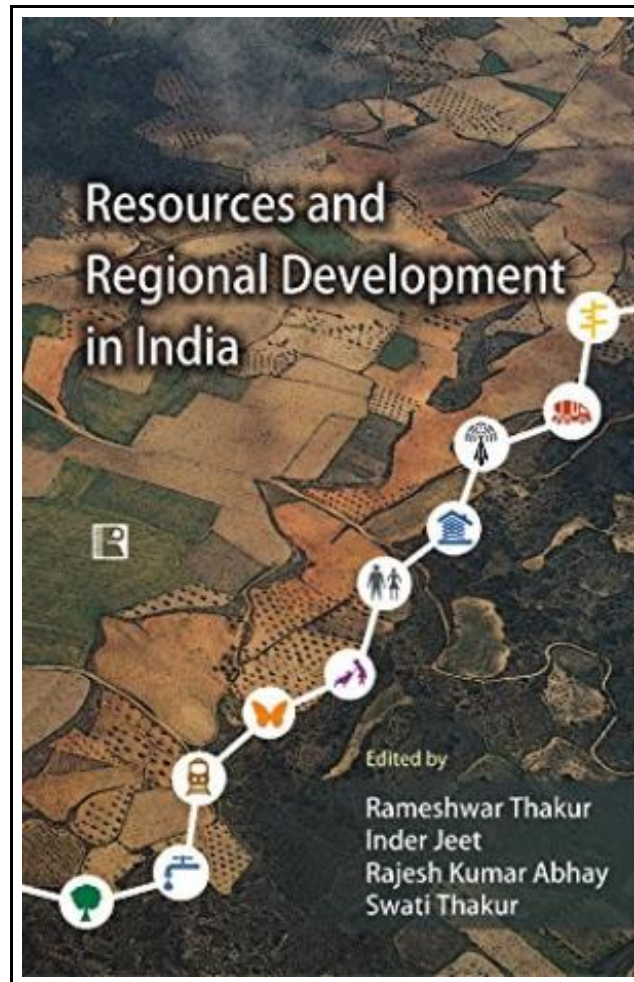 Resources and
Regional Development
in India
Edited by
Rameshwar Thakur
Inder Jeet
Rajesh Kumar Abhay
Swati Thakur